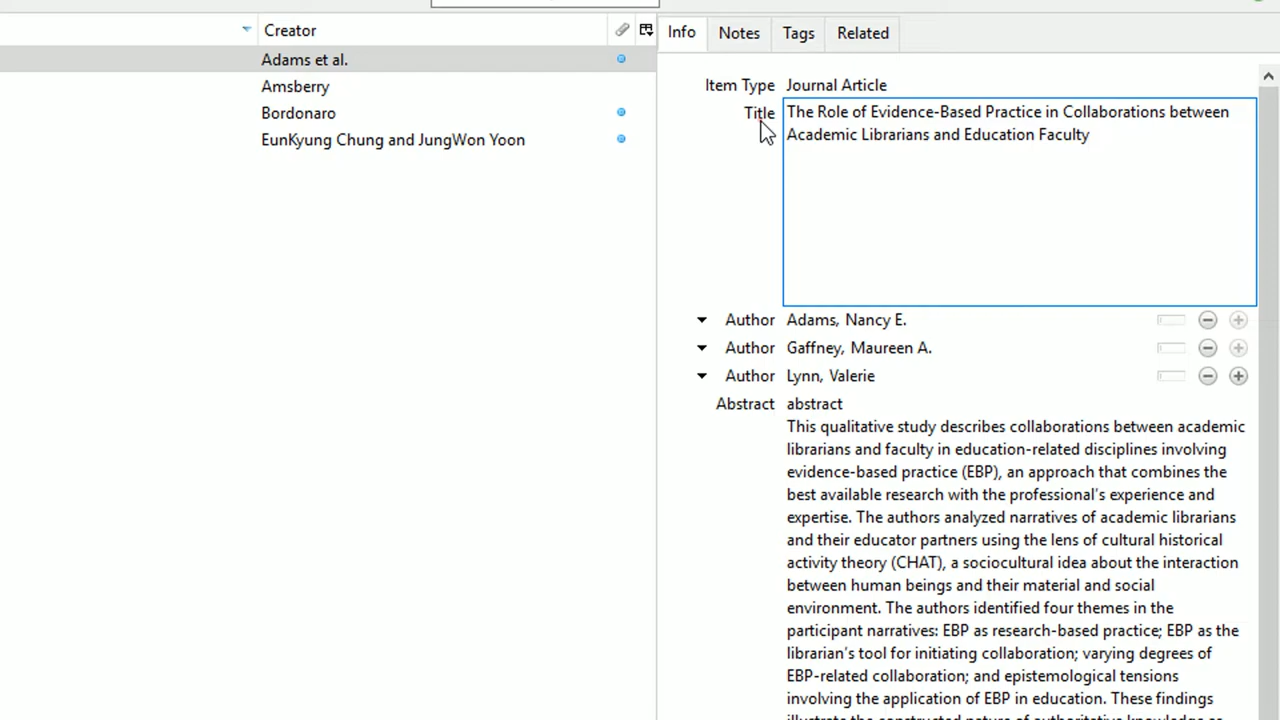 Creator
Adams et al.
Amsberry
Bordonaro
EunKyung Chung and JungWon Yoon
Info Notes Tags Related
Item Type Journal Article
Title The Role of Evidence-Based Practice in Collaborations between
Academic Librarians and Education Faculty
Author Adams, Nancy E.
Author Gaffney, Maureen A.
Author Lynn, Valerie
Abstract abstract
This qualitative study describes collaborations between academic
librarians and faculty in education-related disciplines involving
evidence-based practice (EBP), an approach that combines the
best available research with the professional's experience and
expertise. The authors analyzed narratives of academic librarians
and their educator partners using the lens of cultural historical
activity theory (CHAT), a sociocultural idea about the interaction
between human beings and their material and social
environment. The authors identified four themes in the
participant narratives: EBP as research-based practice; EBP as the
librarian's tool for initiating collaboration; varying degrees of
EBP-related collaboration; and epistemological tensions
involving the application of EBP in education. These findings
illustrate the constructed nature of authoritative knowledge as